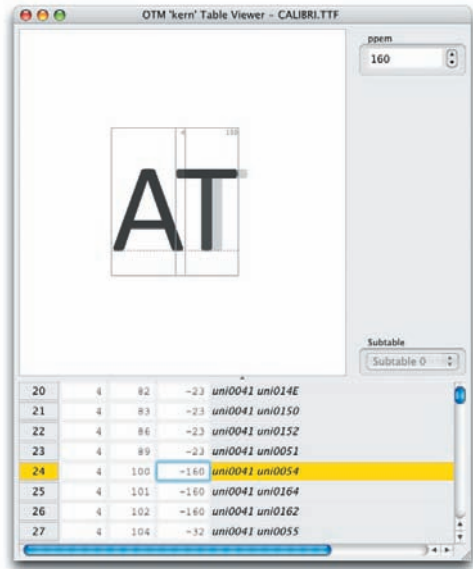 OTM 'kern' Table Viewer – CALIBRI.TTF
ppem
160
AT
Subtable
Subtable 0
20 4 82 -23 uni0041 uni014E
21 4 83 -23 uni0041 uni0150
22 4 86 -23 uni0041 uni0152
23 4 89 -23 uni0041 uni0051
24 4 100 -160 uni0041 uni0054
25 4 101 -160 uni0041 uni0164
26 4 102 -160 uni0041 uni0162
27 4 104 -32 uni0041 uni0055